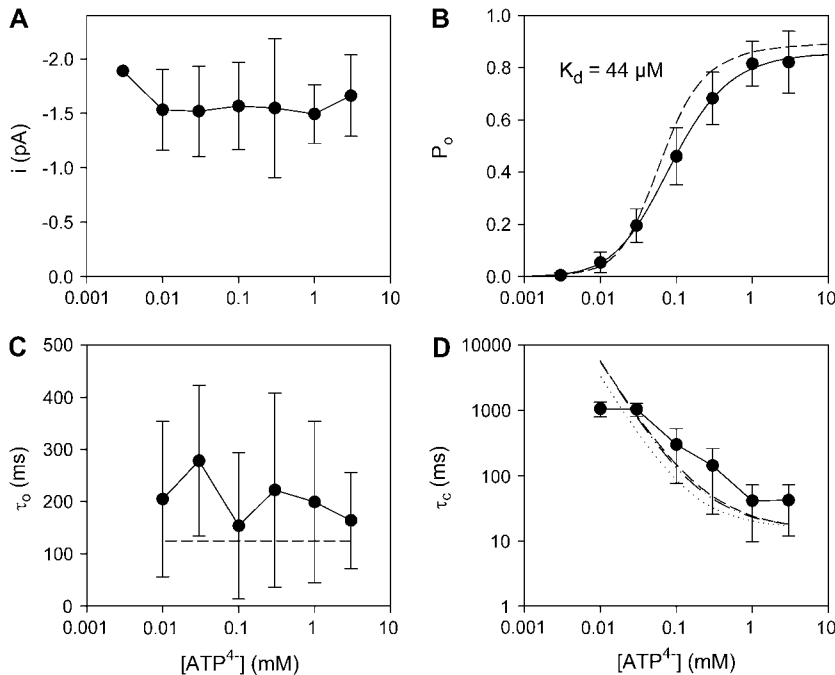 A
-2.0
-1.5
-1.0
-0.5
0.0
i (pA)
0.001 0.01 0.1 1 10
B
1.0
0.8
0.6
0.4
0.2
0.0
Po
Kd = 44 µM
0.001 0.01 0.1 1 10
C
500
400
300
200
100
0
τo (ms)
0.001 0.01 0.1 1 10
[ATP4-] (mM)
D
10000
1000
100
10
1
τc (ms)
0.001 0.01 0.1 1 10
[ATP4-] (mM)